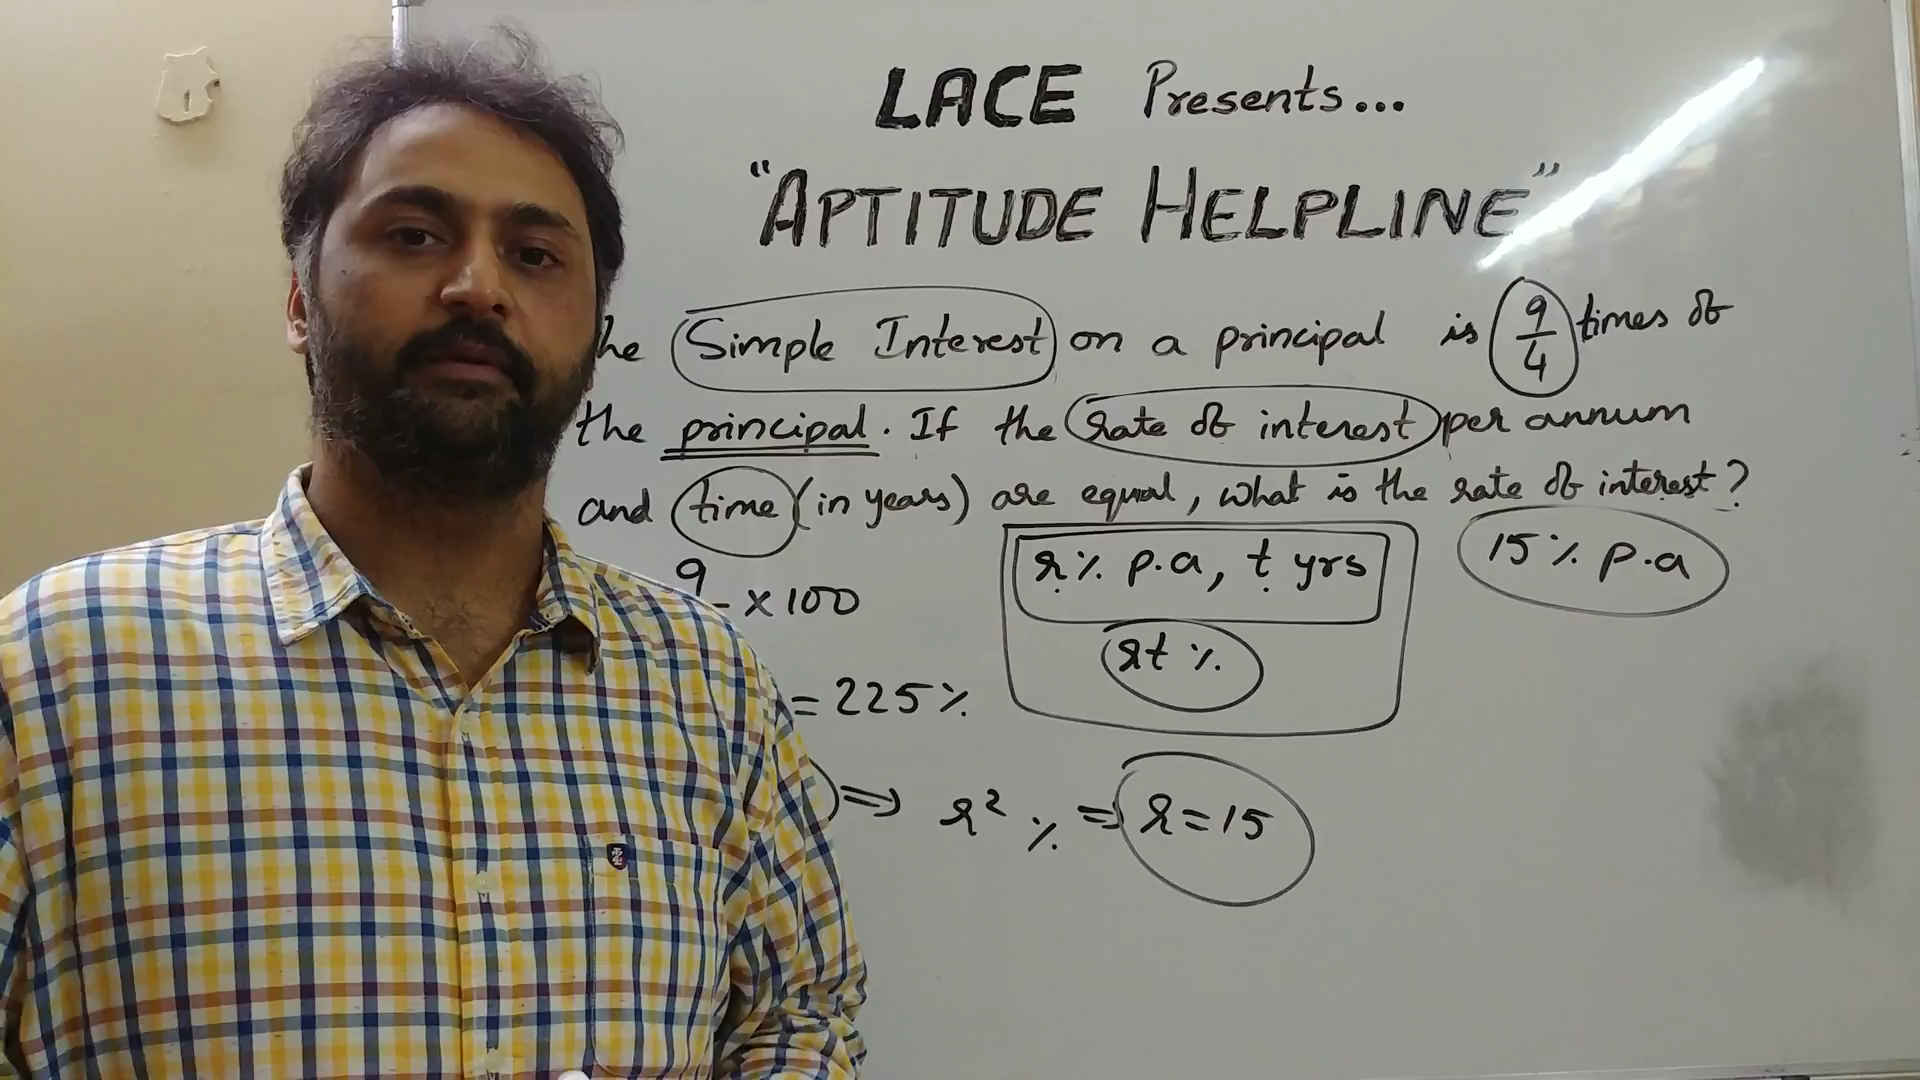 LACE Presents...
"APTITUDE HELPLINE"
he Simple Interest on a principal is 9/4 times of
the principal. If the rate of interest per annum
and time (in years) are equal, what is the rate of interest?
15% p.a
r% p.a, t yrs
9 × 100
rt %
= 225%
⇒ r² % ⇒ r = 15